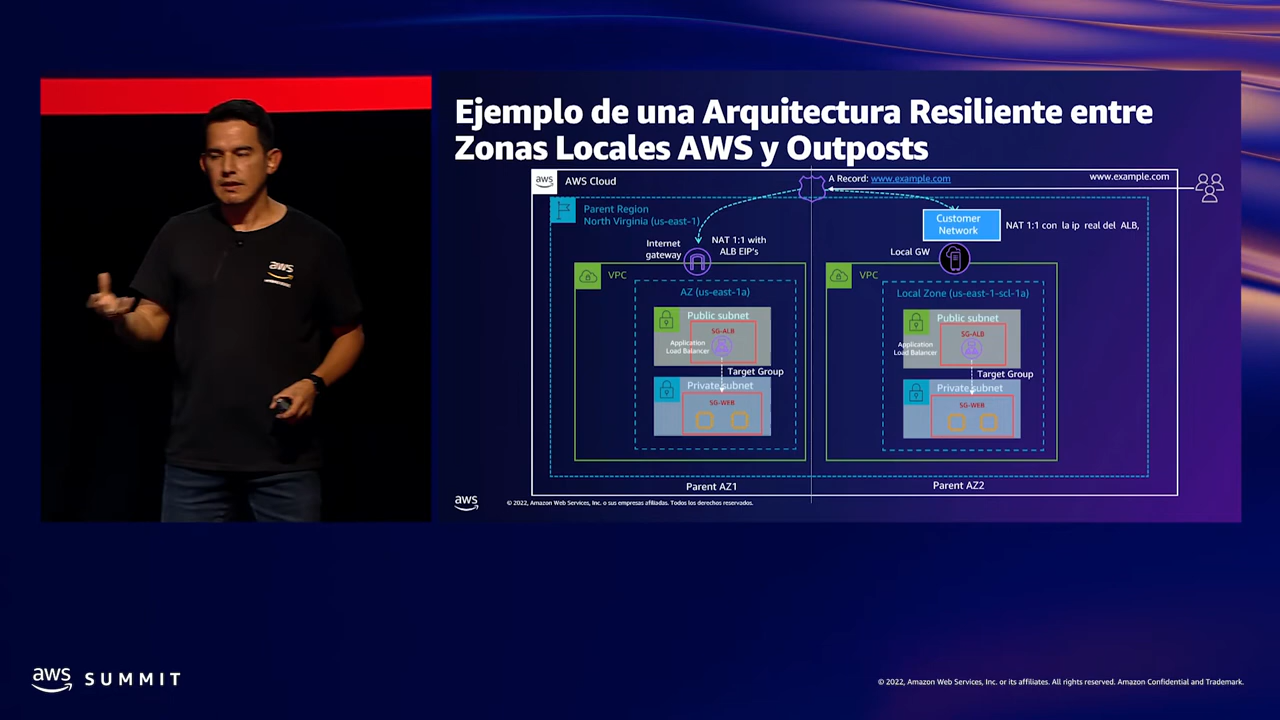 Ejemplo de una Arquitectura Resiliente entre
Zonas Locales AWS y Outposts
aws
AWS Cloud
A Record: www.example.com
www.example.com
Parent Region
North Virginia (us-east-1)
Customer
Network
NAT 1:1 con la ip real del ALB,
Internet
gateway
NAT 1:1 with
ALB EIP's
Local GW
VPC
AZ (us-east-1a)
Public subnet
SG-ALB
Application
Load Balancer
Target Group
Private subnet
SG-WEB
Parent AZ1
VPC
Local Zone (us-east-1-scl-1a)
Public subnet
SG-ALB
Application
Load Balancer
Target Group
Private subnet
SG-WEB
Parent AZ2
aws
© 2022, Amazon Web Services, Inc. o sus empresas afiliadas. Todos los derechos reservados.
aws
aws SUMMIT
© 2022, Amazon Web Services, Inc. or its affiliates. All rights reserved. Amazon Confidential and Trademark.